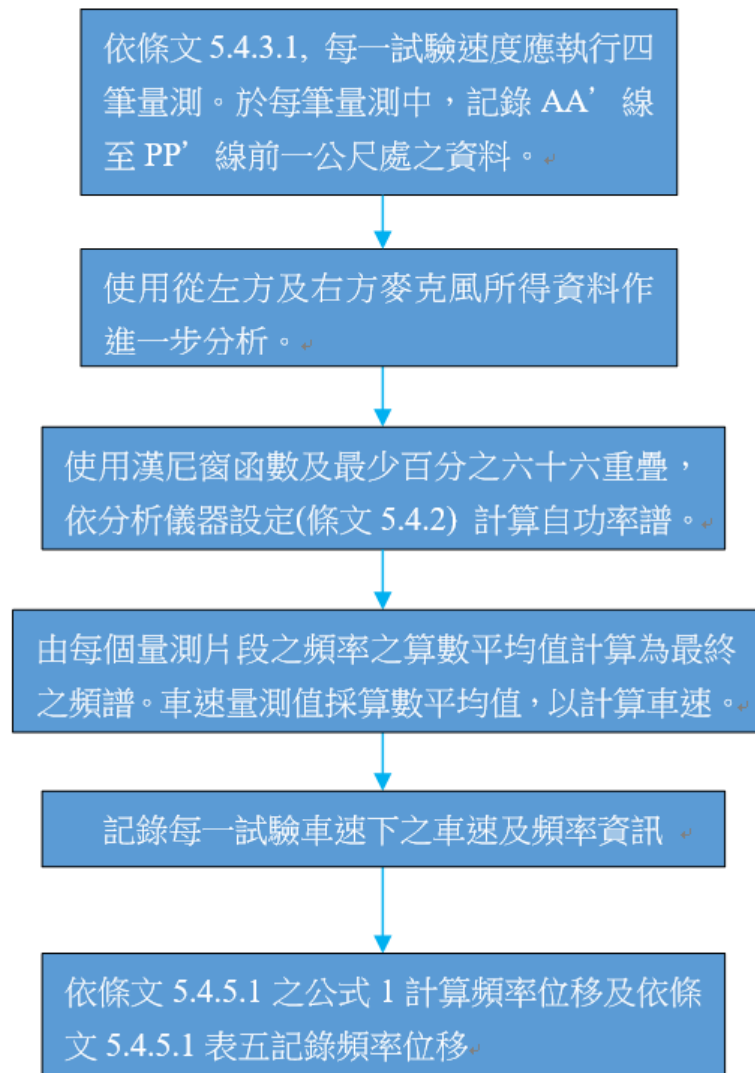 依條文 5.4.3.1, 每一試驗速度應執行四
筆量測。於每筆量測中，記錄 AA’ 線
至 PP’ 線前一公尺處之資料。
使用從左方及右方麥克風所得資料作
進一步分析。
使用漢尼窗函數及最少百分之六十六重疊，
依分析儀器設定(條文 5.4.2) 計算自功率譜。
由每個量測片段之頻率之算數平均值計算為最終
之頻譜。車速量測值採算數平均值，以計算車速。
記錄每一試驗車速下之車速及頻率資訊
依條文 5.4.5.1 之公式 1 計算頻率位移及依條
文 5.4.5.1 表五記錄頻率位移